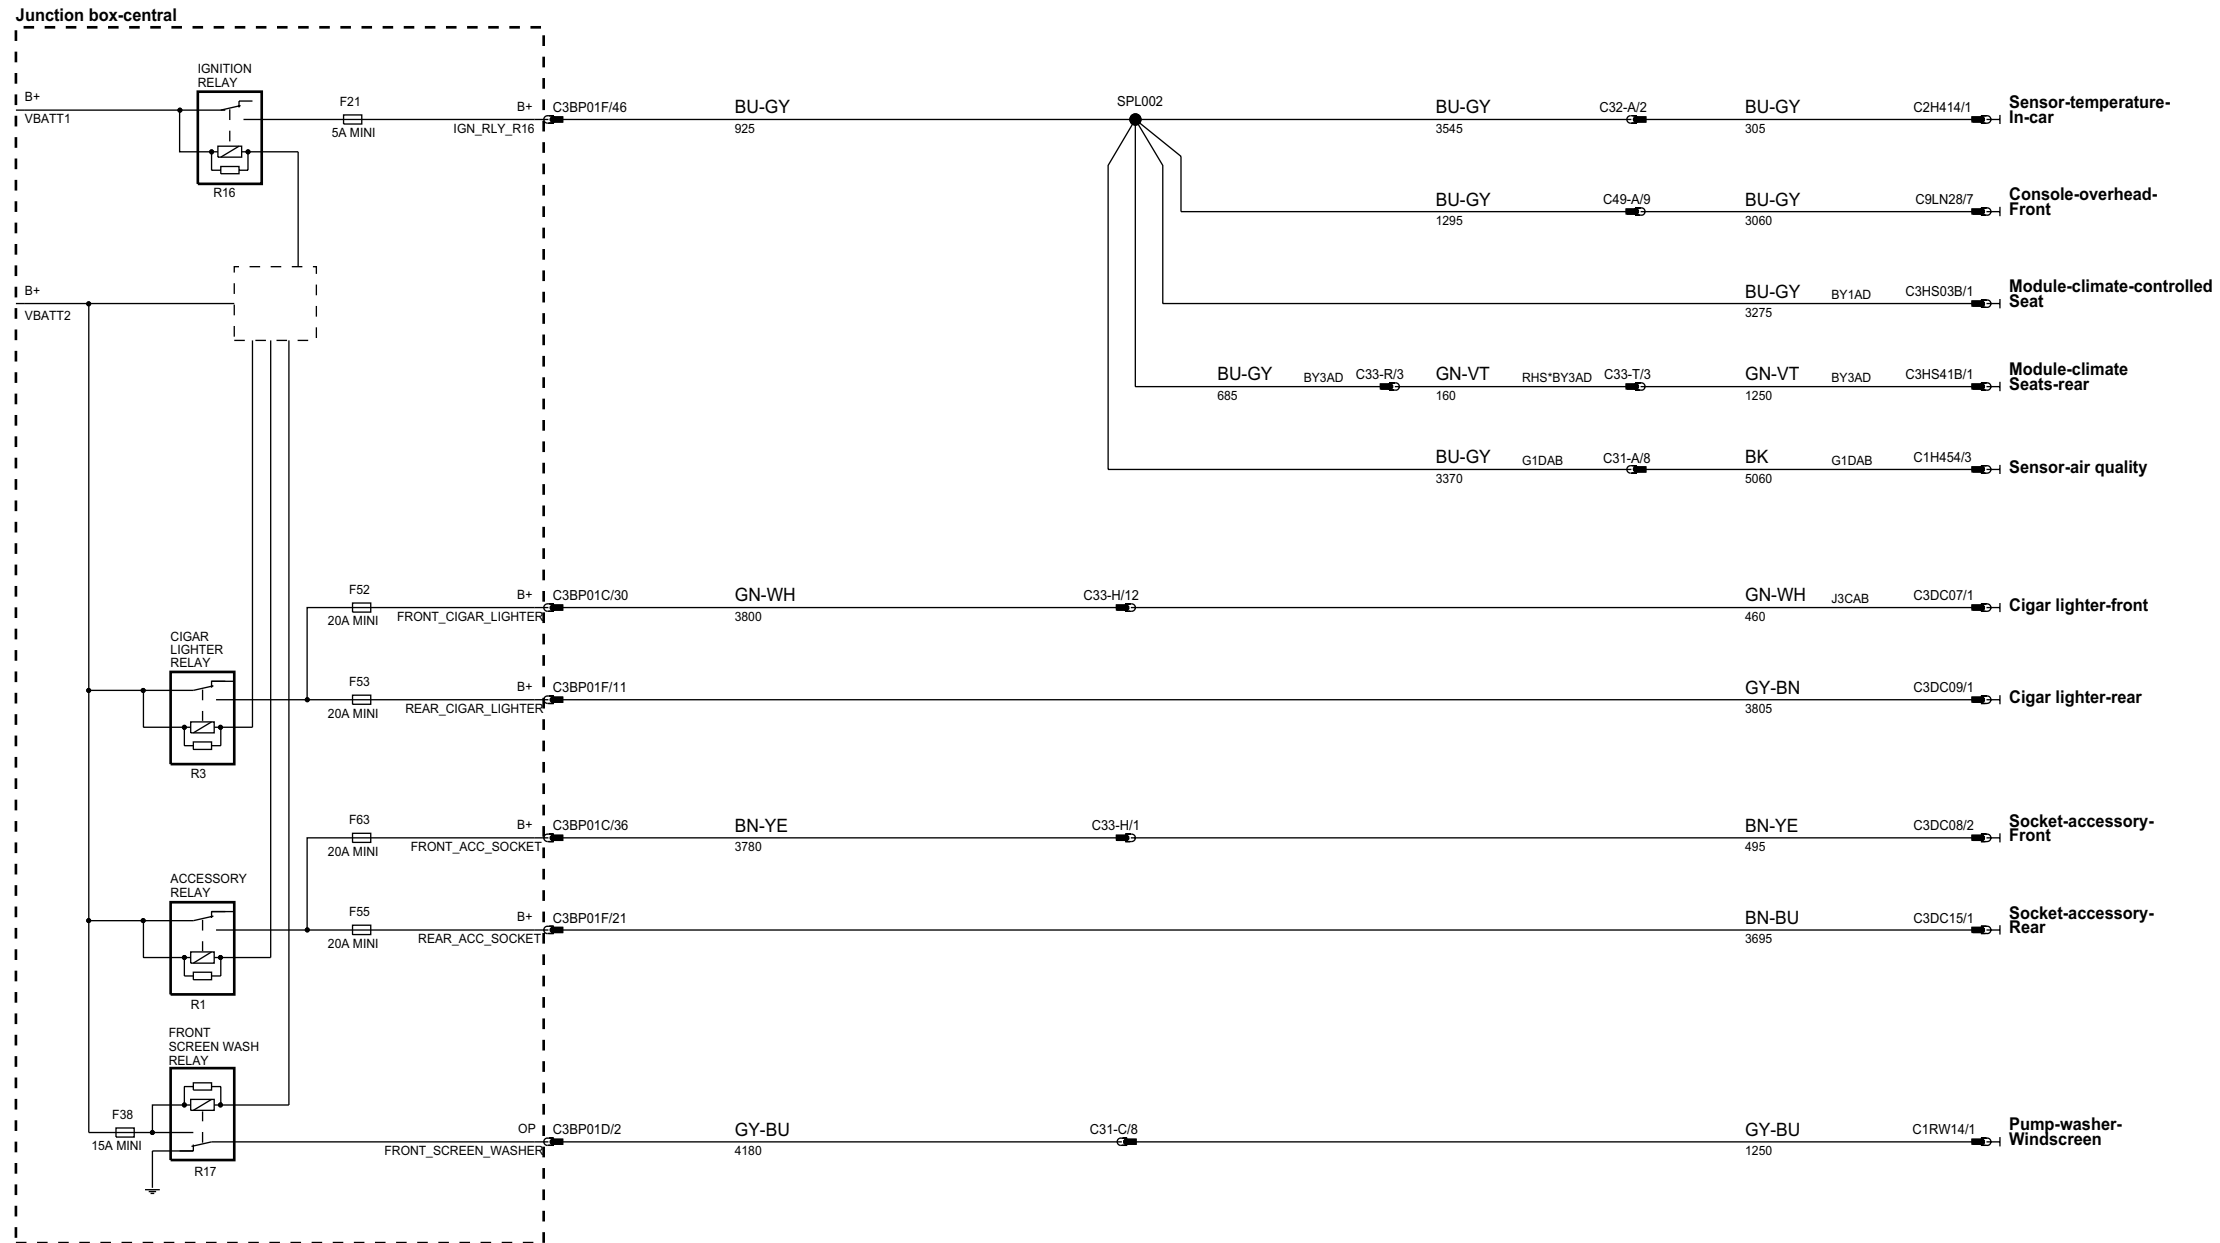 Junction box-central
IGNITION
RELAY
B+
VBATT1
R16
F21
5A MINI
B+
IGN_RLY_R16
C3BP01F/46
BU-GY
925
SPL002
BU-GY
3545
C32-A/2
BU-GY
305
C2H414/1
Sensor-temperature-
In-car
BU-GY
1295
C49-A/9
BU-GY
3060
C9LN28/7
Console-overhead-
Front
B+
VBATT2
BU-GY
3275
BY1AD
C3HS03B/1
Module-climate-controlled
Seat
BU-GY
685
BY3AD
C33-R/3
GN-VT
160
RHS*BY3AD
C33-T/3
GN-VT
1250
BY3AD
C3HS41B/1
Module-climate
Seats-rear
BU-GY
3370
G1DAB
C31-A/8
BK
5060
G1DAB
C1H454/3
Sensor-air quality
F52
20A MINI
B+
FRONT_CIGAR_LIGHTER
C3BP01C/30
GN-WH
3800
C33-H/12
GN-WH
460
J3CAB
C3DC07/1
Cigar lighter-front
CIGAR
LIGHTER
RELAY
R3
F53
20A MINI
B+
REAR_CIGAR_LIGHTER
C3BP01F/11
GY-BN
3805
C3DC09/1
Cigar lighter-rear
F63
20A MINI
B+
FRONT_ACC_SOCKET
C3BP01C/36
BN-YE
3780
C33-H/1
BN-YE
495
C3DC08/2
Socket-accessory-
Front
ACCESSORY
RELAY
R1
F55
20A MINI
B+
REAR_ACC_SOCKET
C3BP01F/21
BN-BU
3695
C3DC15/1
Socket-accessory-
Rear
FRONT
SCREEN WASH
RELAY
F38
15A MINI
R17
OP
FRONT_SCREEN_WASHER
C3BP01D/2
GY-BU
4180
C31-C/8
GY-BU
1250
C1RW14/1
Pump-washer-
Windscreen